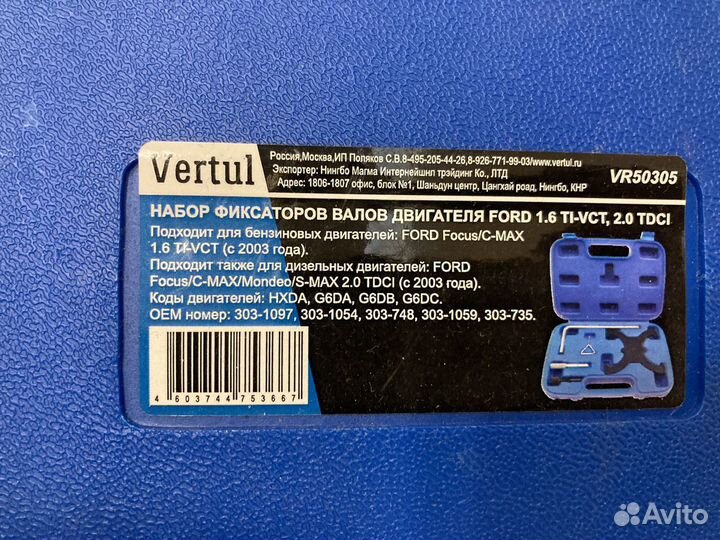 Vertul
Россия,Москва,ИП Поляков С.В.8-495-205-44-26,8-926-771-99-03/www.vertul.ru
Экспортер: Нингбо Магма Интернейшнл трэйдинг Ко., ЛТД
Адрес: 1806-1807 офис, блок №1, Шаньдун центр, Цангхай роад, Нингбо, КНР
VR50305
НАБОР ФИКСАТОРОВ ВАЛОВ ДВИГАТЕЛЯ FORD 1.6 TI-VCT, 2.0 TDCI
Подходит для бензиновых двигателей: FORD Focus/C-MAX
1.6 TI-VCT (с 2003 года).
Подходит также для дизельных двигателей: FORD
Focus/C-MAX/Mondeo/S-MAX 2.0 TDCI (с 2003 года).
Коды двигателей: HXDA, G6DA, G6DB, G6DC.
OEM номер: 303-1097, 303-1054, 303-748, 303-1059, 303-735.
4603744753667
Avito